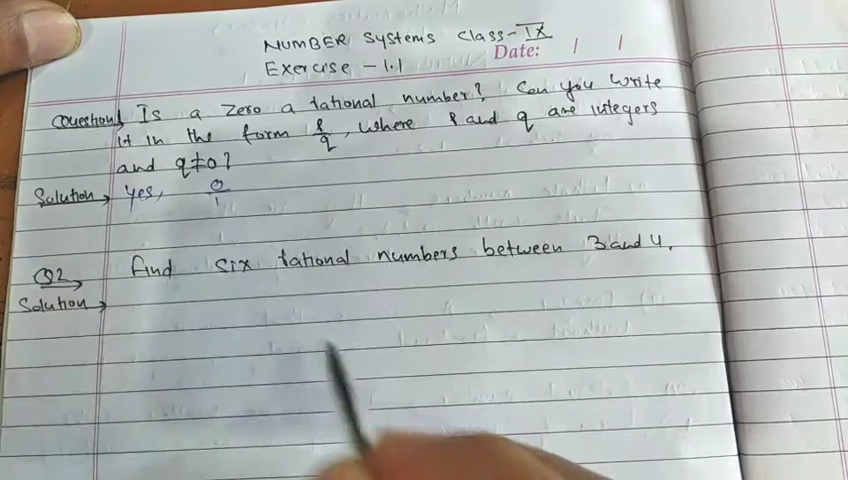 NUMBER Systems Class-IX
Date: / /
Exercise - 1.1
Question1 Is a Zero a rational number? Can you write
it in the form p/q, where p and q are integers
and q≠0?
Solution → yes, 0/1
Q2 find six rational numbers between 3 and 4.
Solution →